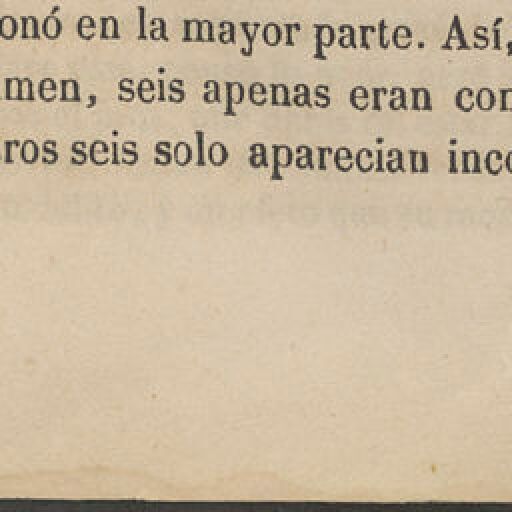 onó en la mayor parte. Así,
men, seis apenas eran con
ros seis solo aparecian inco